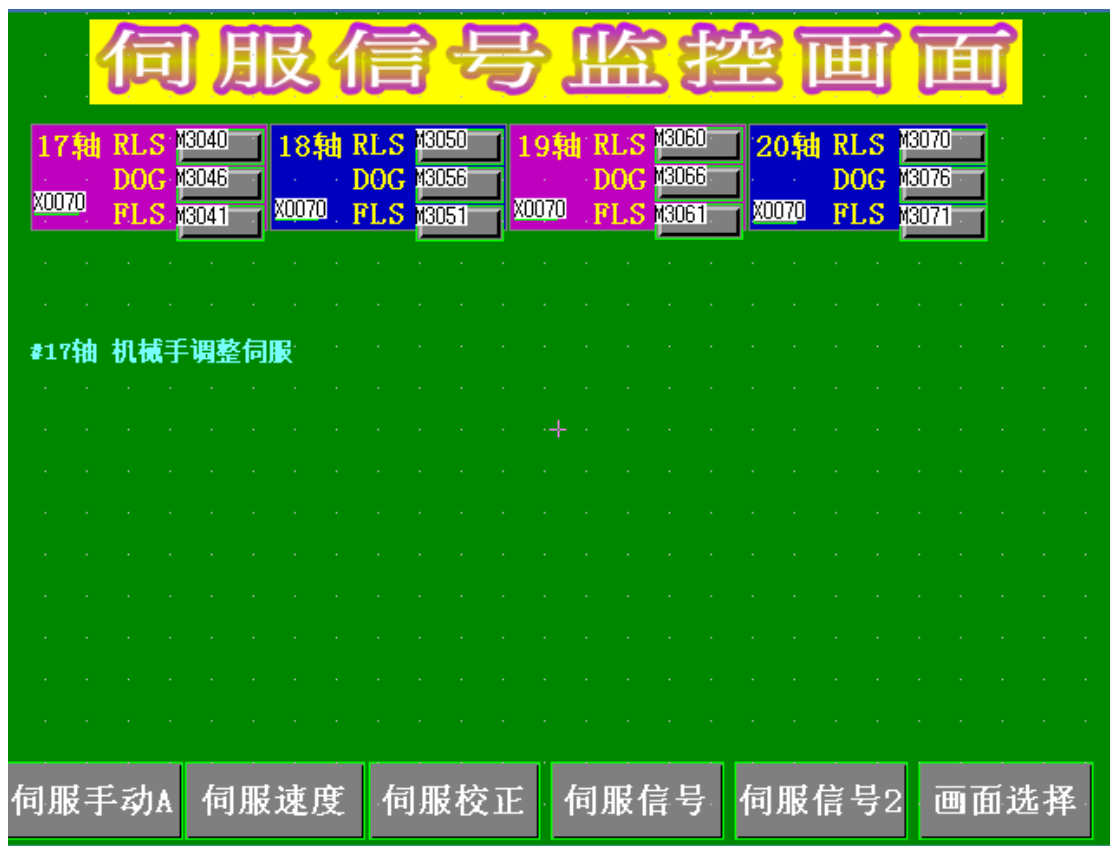 伺服信号监控画面
17轴 RLS M3040 18轴 RLS M3050 19轴 RLS M3060 20轴 RLS M3070
DOG M3046 DOG M3056 DOG M3066 DOG M3076
X0070 FLS M3041 X0070 FLS M3051 X0070 FLS M3061 X0070 FLS M3071
#17轴 机械手调整伺服
伺服手动A 伺服速度 伺服校正 伺服信号 伺服信号2 画面选择